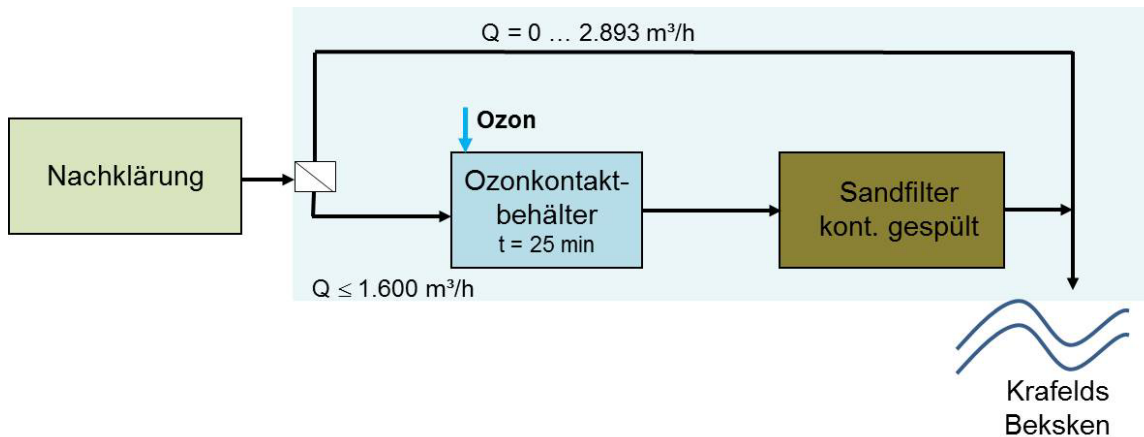 Q = 0 … 2.893 m³/h
Ozon
Nachklärung
Ozonkontakt-
behälter
t = 25 min
Sandfilter
kont. gespült
Q ≤ 1.600 m³/h
Krafelds
Beksken